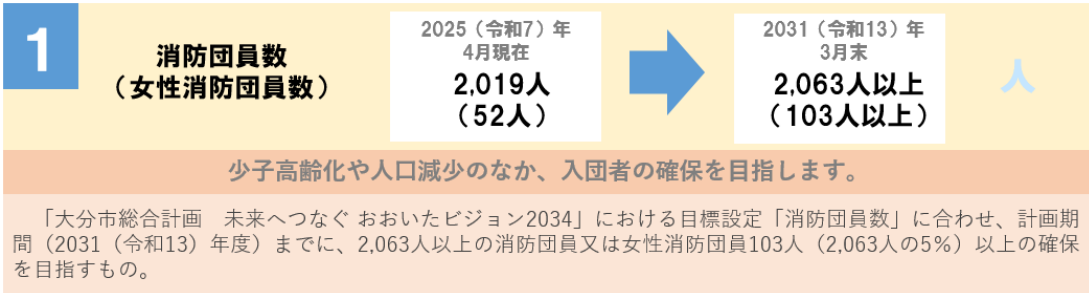 1
消防団員数
（女性消防団員数）
2025（令和7）年
4月現在
2,019人
（52人）
2031（令和13）年
3月末
2,063人以上
（103人以上）
人
少子高齢化や人口減少のなか、入団者の確保を目指します。
「大分市総合計画　未来へつなぐ おおいたビジョン2034」における目標設定「消防団員数」に合わせ、計画期
間（2031（令和13）年度）までに、2,063人以上の消防団員又は女性消防団員103人（2,063人の5％）以上の確保
を目指すもの。